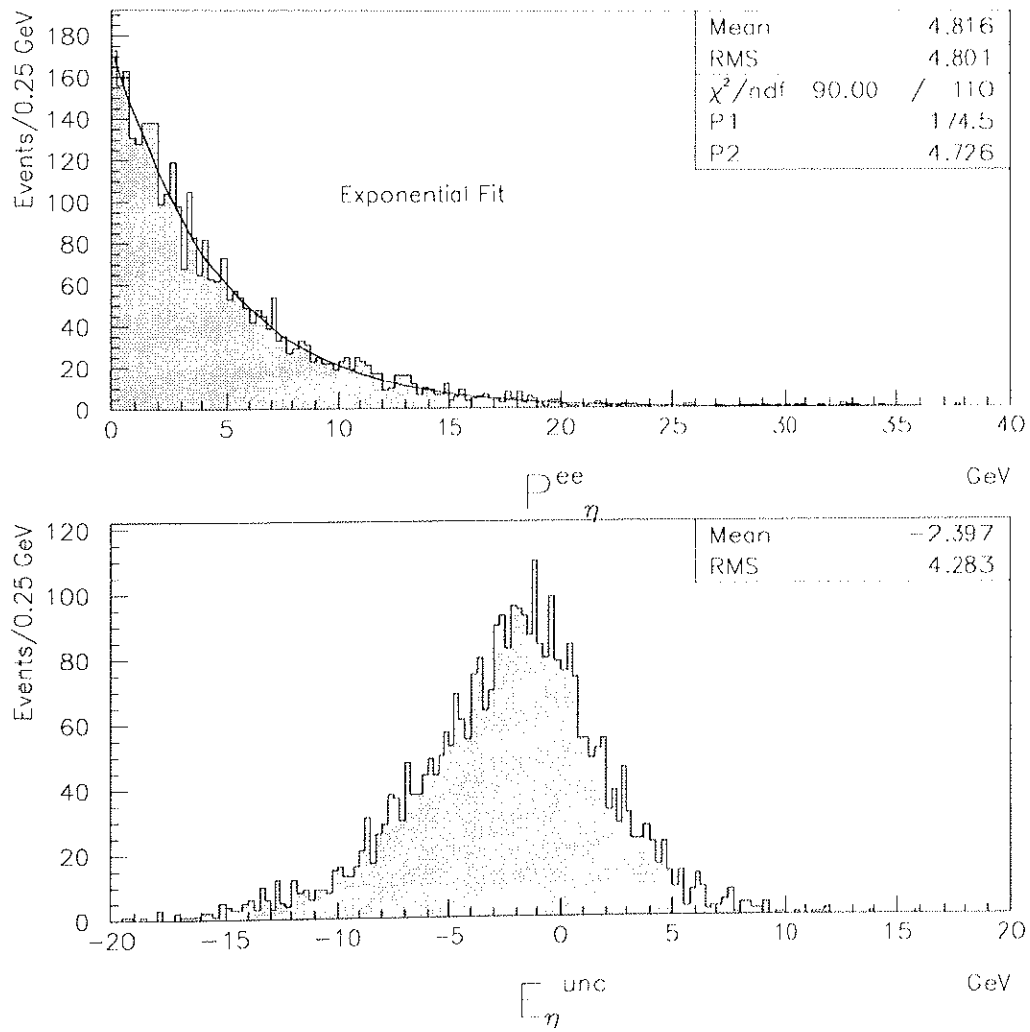 Events/0.25 GeV
180
160
140
120
100
80
60
40
20
0
Mean 4.816
RMS 4.801
χ²/ndf 90.00 / 110
P1 174.5
P2 4.726
Exponential Fit
0 5 10 15 20 25 30 35 40
P^ee_η GeV
Events/0.25 GeV
120
100
80
60
40
20
0
Mean −2.397
RMS 4.283
−20 −15 −10 −5 0 5 10 15 20
E^unc_η GeV